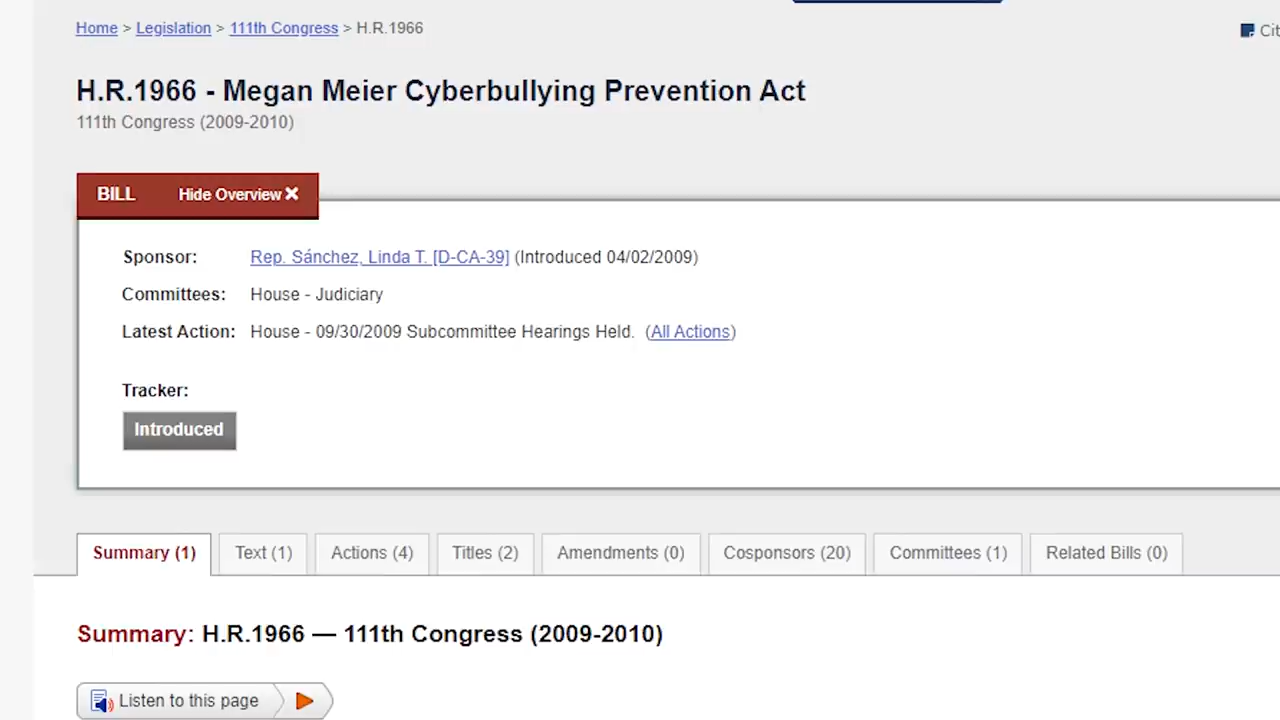 Home > Legislation > 111th Congress > H.R.1966
H.R.1966 - Megan Meier Cyberbullying Prevention Act
111th Congress (2009-2010)
BILL Hide Overview ×
Sponsor: Rep. Sánchez, Linda T. [D-CA-39] (Introduced 04/02/2009)
Committees: House - Judiciary
Latest Action: House - 09/30/2009 Subcommittee Hearings Held. (All Actions)
Tracker:
Introduced
Summary (1) Text (1) Actions (4) Titles (2) Amendments (0) Cosponsors (20) Committees (1) Related Bills (0)
Summary: H.R.1966 — 111th Congress (2009-2010)
Listen to this page